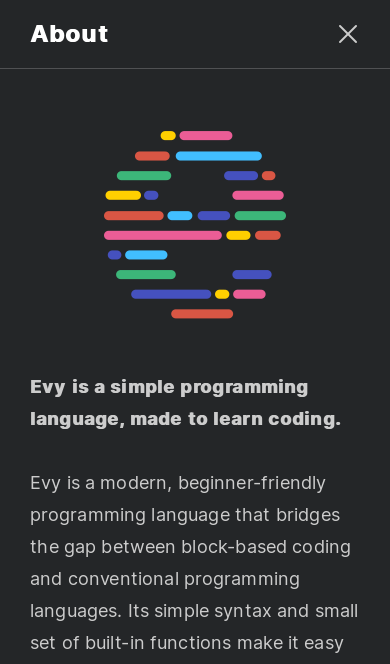 About
Evy is a simple programming
language, made to learn coding.
Evy is a modern, beginner-friendly
programming language that bridges
the gap between block-based coding
and conventional programming
languages. Its simple syntax and small
set of built-in functions make it easy